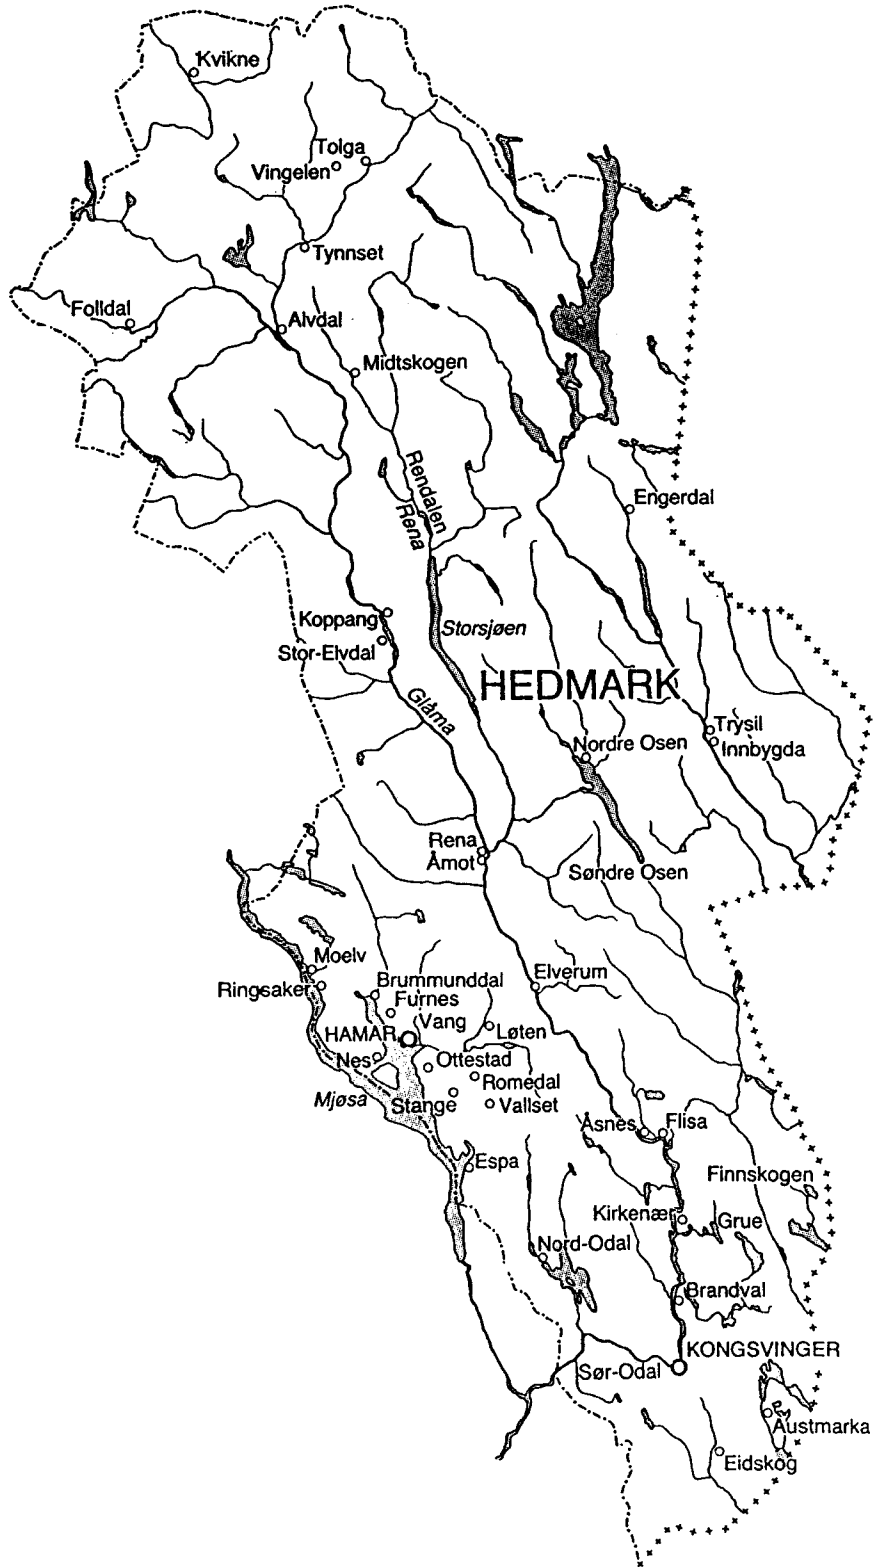 Kvikne
Tolga
Vingelen
Tynnset
Folldal
Alvdal
Midtskogen
Rendalen
Rena
Engerdal
Koppang
Storsjøen
Stor-Elvdal
HEDMARK
Glåma
Trysil
Nordre Osen
Innbygda
Rena
Åmot
Søndre Osen
Moelv
Elverum
Brummunddal
Ringsaker
Furnes
Vang
HAMAR
Løten
Nes
Ottestad
Romedal
Mjøsa
Stange
Vallset
Åsnes
Flisa
Espa
Finnskogen
Kirkenær
Grue
Nord-Odal
Brandval
KONGSVINGER
Sør-Odal
Austmarka
Eidskog